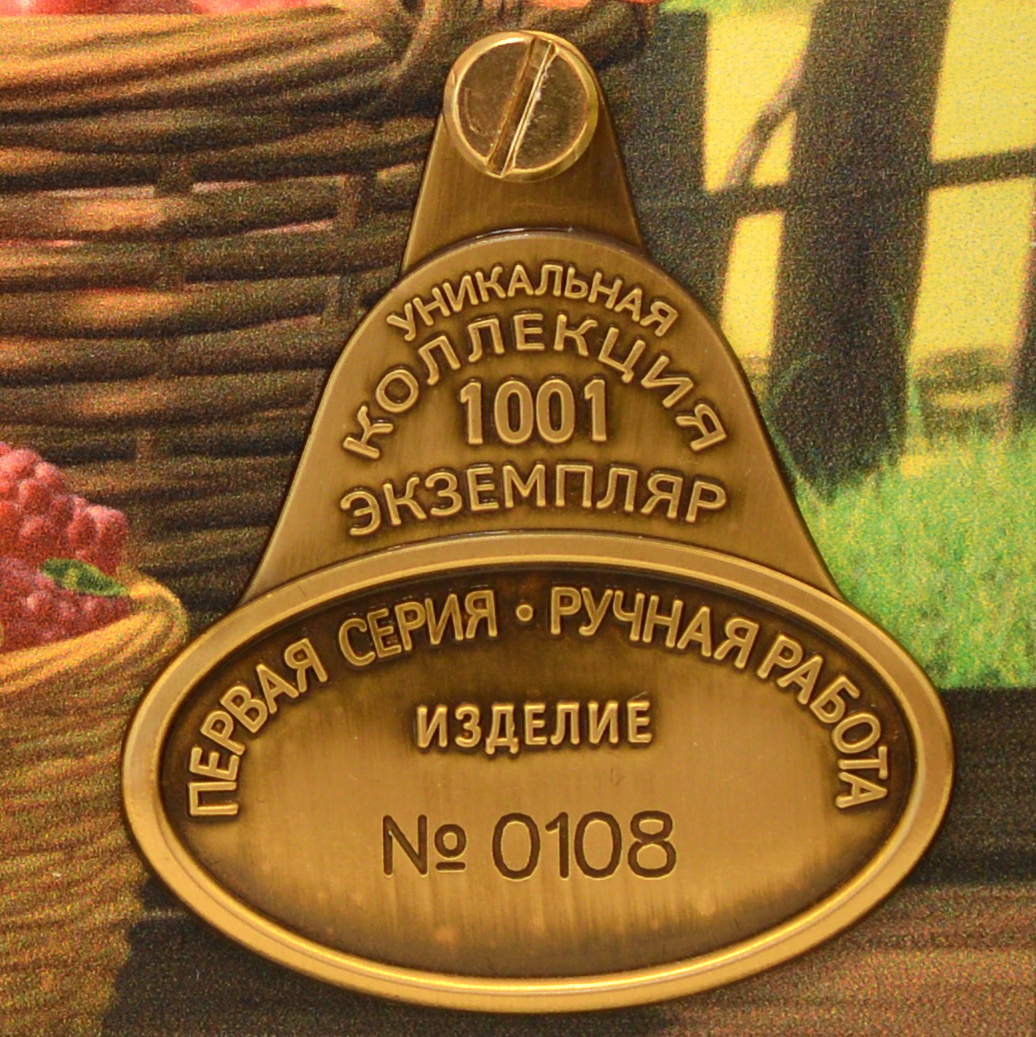 УНИКАЛЬНАЯ
КОЛЛЕКЦИЯ
1001
ЭКЗЕМПЛЯР
ПЕРВАЯ СЕРИЯ · РУЧНАЯ РАБОТА
ИЗДЕЛИЕ
№ 0108